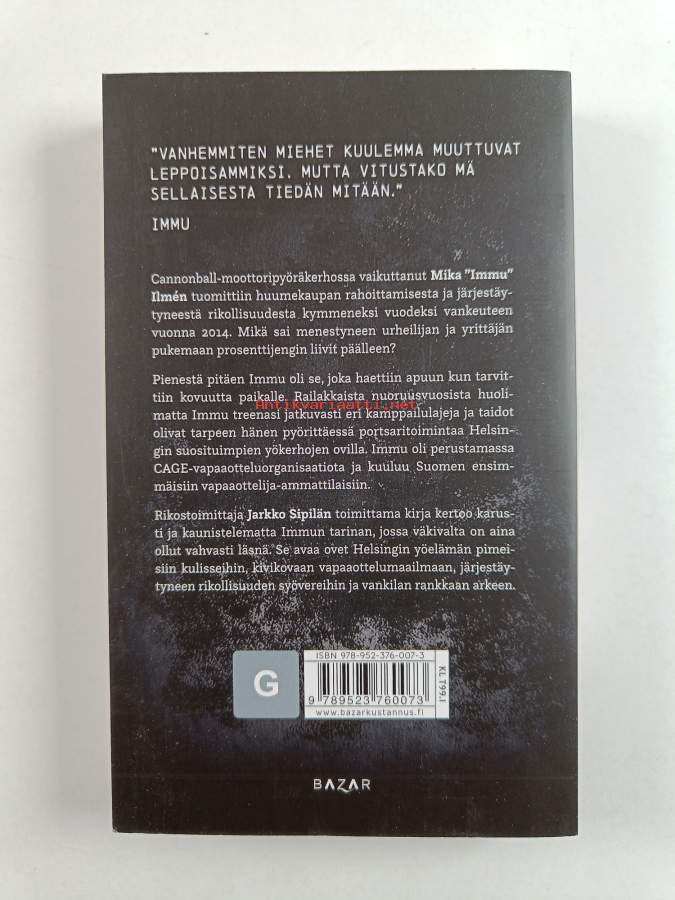 "VANHEMMITEN MIEHET KUULEMMA MUUTTUVAT
LEPPOISAMMIKSI. MUTTA VITUSTAKO MÄ
SELLAISESTA TIEDÄN MITÄÄN."
IMMU
Cannonball-moottoripyöräkerhossa vaikuttanut Mika "Immu"
Ilmén tuomittiin huumekaupan rahoittamisesta ja järjestäy-
tyneestä rikollisuudesta kymmeneksi vuodeksi vankeuteen
vuonna 2014. Mikä sai menestyneen urheilijan ja yrittäjän
pukemaan prosenttijengin liivit päälleen?
Pienestä pitäen Immu oli se, joka haettiin apuun kun tarvit-
tiin kovuutta paikalle. Railakkaista nuoruusvuosista huoli-
matta Immu treenasi jatkuvasti eri kamppailulajeja ja taidot
olivat tarpeen hänen pyörittäessä portsaritoimintaa Helsin-
gin suosituimpien yökerhojen ovilla. Immu oli perustamassa
CAGE-vapaaotteluorganisaatiota ja kuuluu Suomen ensim-
mäisiin vapaaottelija-ammattilaisiin.
Rikostoimittaja Jarkko Sipilän toimittama kirja kertoo karus-
ti ja kaunistelematta Immun tarinan, jossa väkivalta on aina
ollut vahvasti läsnä. Se avaa ovet Helsingin yöelämän pimei-
siin kulisseihin, kivikovaan vapaaottelumaailmaan, järjestäy-
tyneen rikollisuuden syövereihin ja vankilan rankkaan arkeen.
Antikvariaatti.net
G
ISBN 978-952-376-007-3
9 789523 760073
www.bazarkustannus.fi
KL T99.1
BAZAR